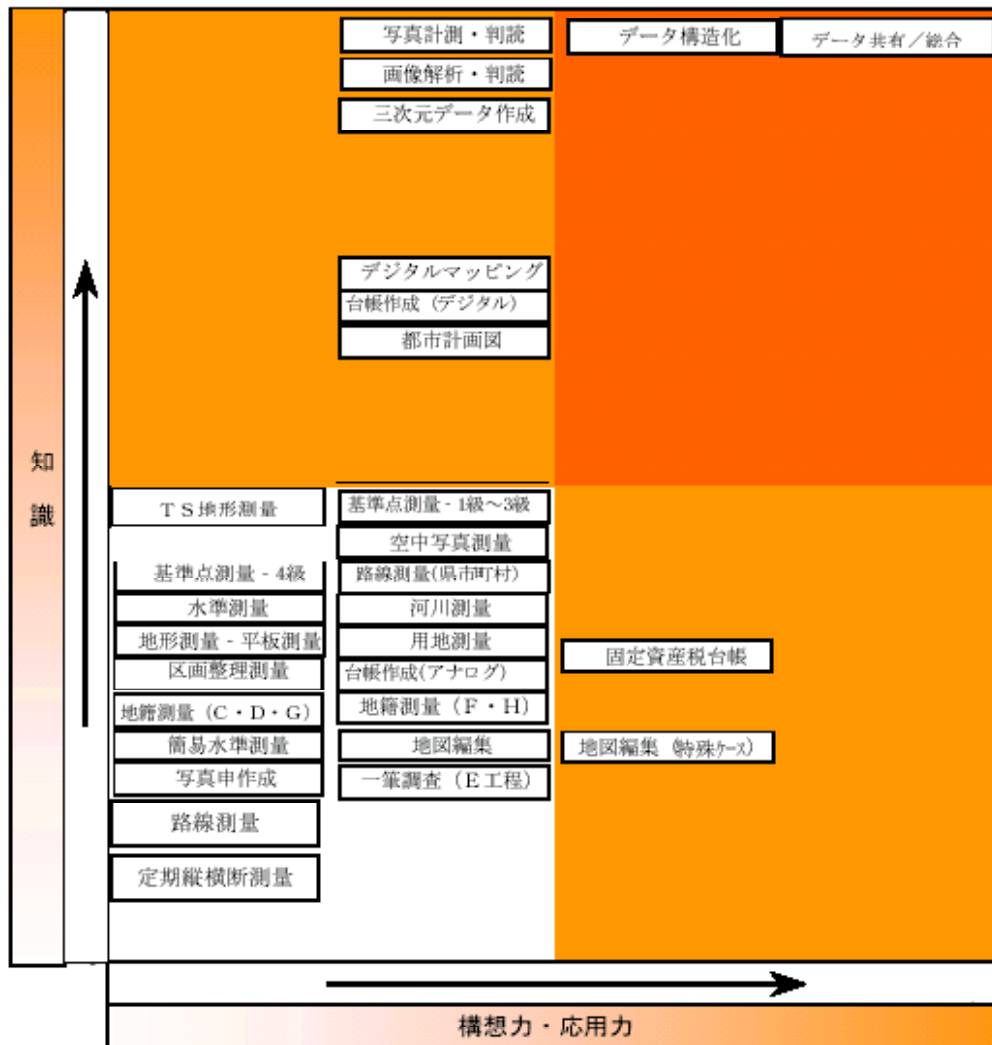 写真計測・判読
データ構造化
データ共有／総合
画像解析・判読
三次元データ作成
デジタルマッピング
台帳作成（デジタル）
都市計画図
知識
ＴＳ地形測量
基準点測量‐1級～3級
空中写真測量
基準点測量‐4級
路線測量(県市町村)
水準測量
河川測量
地形測量‐平板測量
用地測量
固定資産税台帳
区画整理測量
台帳作成(アナログ)
地籍測量（Ｃ・Ｄ・Ｇ）
地籍測量（Ｆ・Ｈ）
簡易水準測量
地図編集
地図編集（特殊ｹｰｽ）
写真申作成
一筆調査（Ｅ工程）
路線測量
定期縦横断測量
構想力・応用力